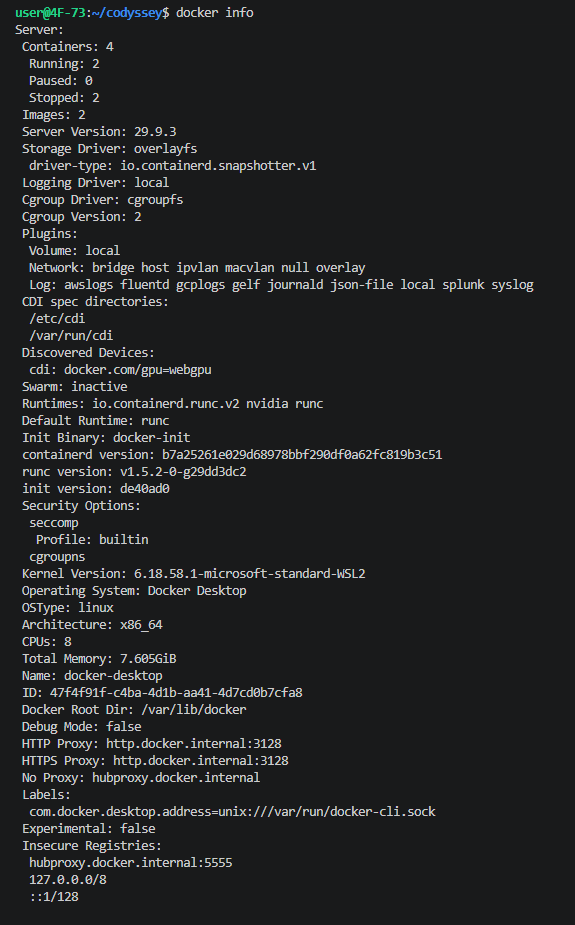 user@4F-73:~/codyssey$ docker info
Server:
 Containers: 4
  Running: 2
  Paused: 0
  Stopped: 2
 Images: 2
 Server Version: 29.9.3
 Storage Driver: overlayfs
  driver-type: io.containerd.snapshotter.v1
 Logging Driver: local
 Cgroup Driver: cgroupfs
 Cgroup Version: 2
 Plugins:
  Volume: local
  Network: bridge host ipvlan macvlan null overlay
  Log: awslogs fluentd gcplogs gelf journald json-file local splunk syslog
 CDI spec directories:
  /etc/cdi
  /var/run/cdi
 Discovered Devices:
  cdi: docker.com/gpu=webgpu
 Swarm: inactive
 Runtimes: io.containerd.runc.v2 nvidia runc
 Default Runtime: runc
 Init Binary: docker-init
 containerd version: b7a25261e029d68978bbf290df0a62fc819b3c51
 runc version: v1.5.2-0-g29dd3dc2
 init version: de40ad0
 Security Options:
  seccomp
   Profile: builtin
  cgroupns
 Kernel Version: 6.18.58.1-microsoft-standard-WSL2
 Operating System: Docker Desktop
 OSType: linux
 Architecture: x86_64
 CPUs: 8
 Total Memory: 7.605GiB
 Name: docker-desktop
 ID: 47f4f91f-c4ba-4d1b-aa41-4d7cd0b7cfa8
 Docker Root Dir: /var/lib/docker
 Debug Mode: false
 HTTP Proxy: http.docker.internal:3128
 HTTPS Proxy: http.docker.internal:3128
 No Proxy: hubproxy.docker.internal
 Labels:
  com.docker.desktop.address=unix:///var/run/docker-cli.sock
 Experimental: false
 Insecure Registries:
  hubproxy.docker.internal:5555
  127.0.0.0/8
  ::1/128